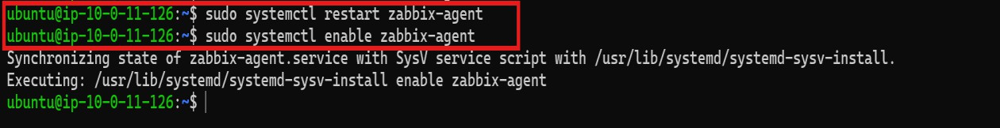 ubuntu@ip-10-0-11-126:~$ sudo systemctl restart zabbix-agent
ubuntu@ip-10-0-11-126:~$ sudo systemctl enable zabbix-agent
Synchronizing state of zabbix-agent.service with SysV service script with /usr/lib/systemd/systemd-sysv-install.
Executing: /usr/lib/systemd/systemd-sysv-install enable zabbix-agent
ubuntu@ip-10-0-11-126:~$